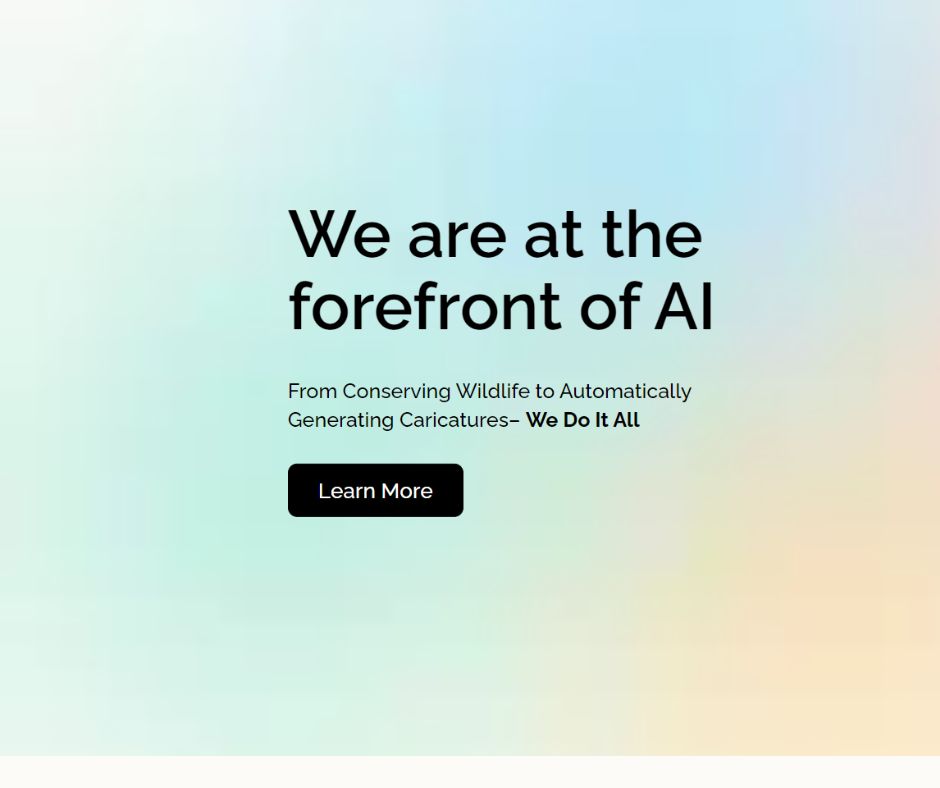 We are at the
forefront of AI
From Conserving Wildlife to Automatically
Generating Caricatures– We Do It All
Learn More